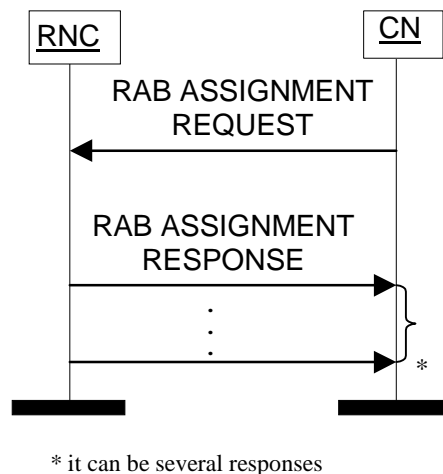 RNC
CN
RAB ASSIGNMENT
REQUEST
RAB ASSIGNMENT
RESPONSE
*
* it can be several responses